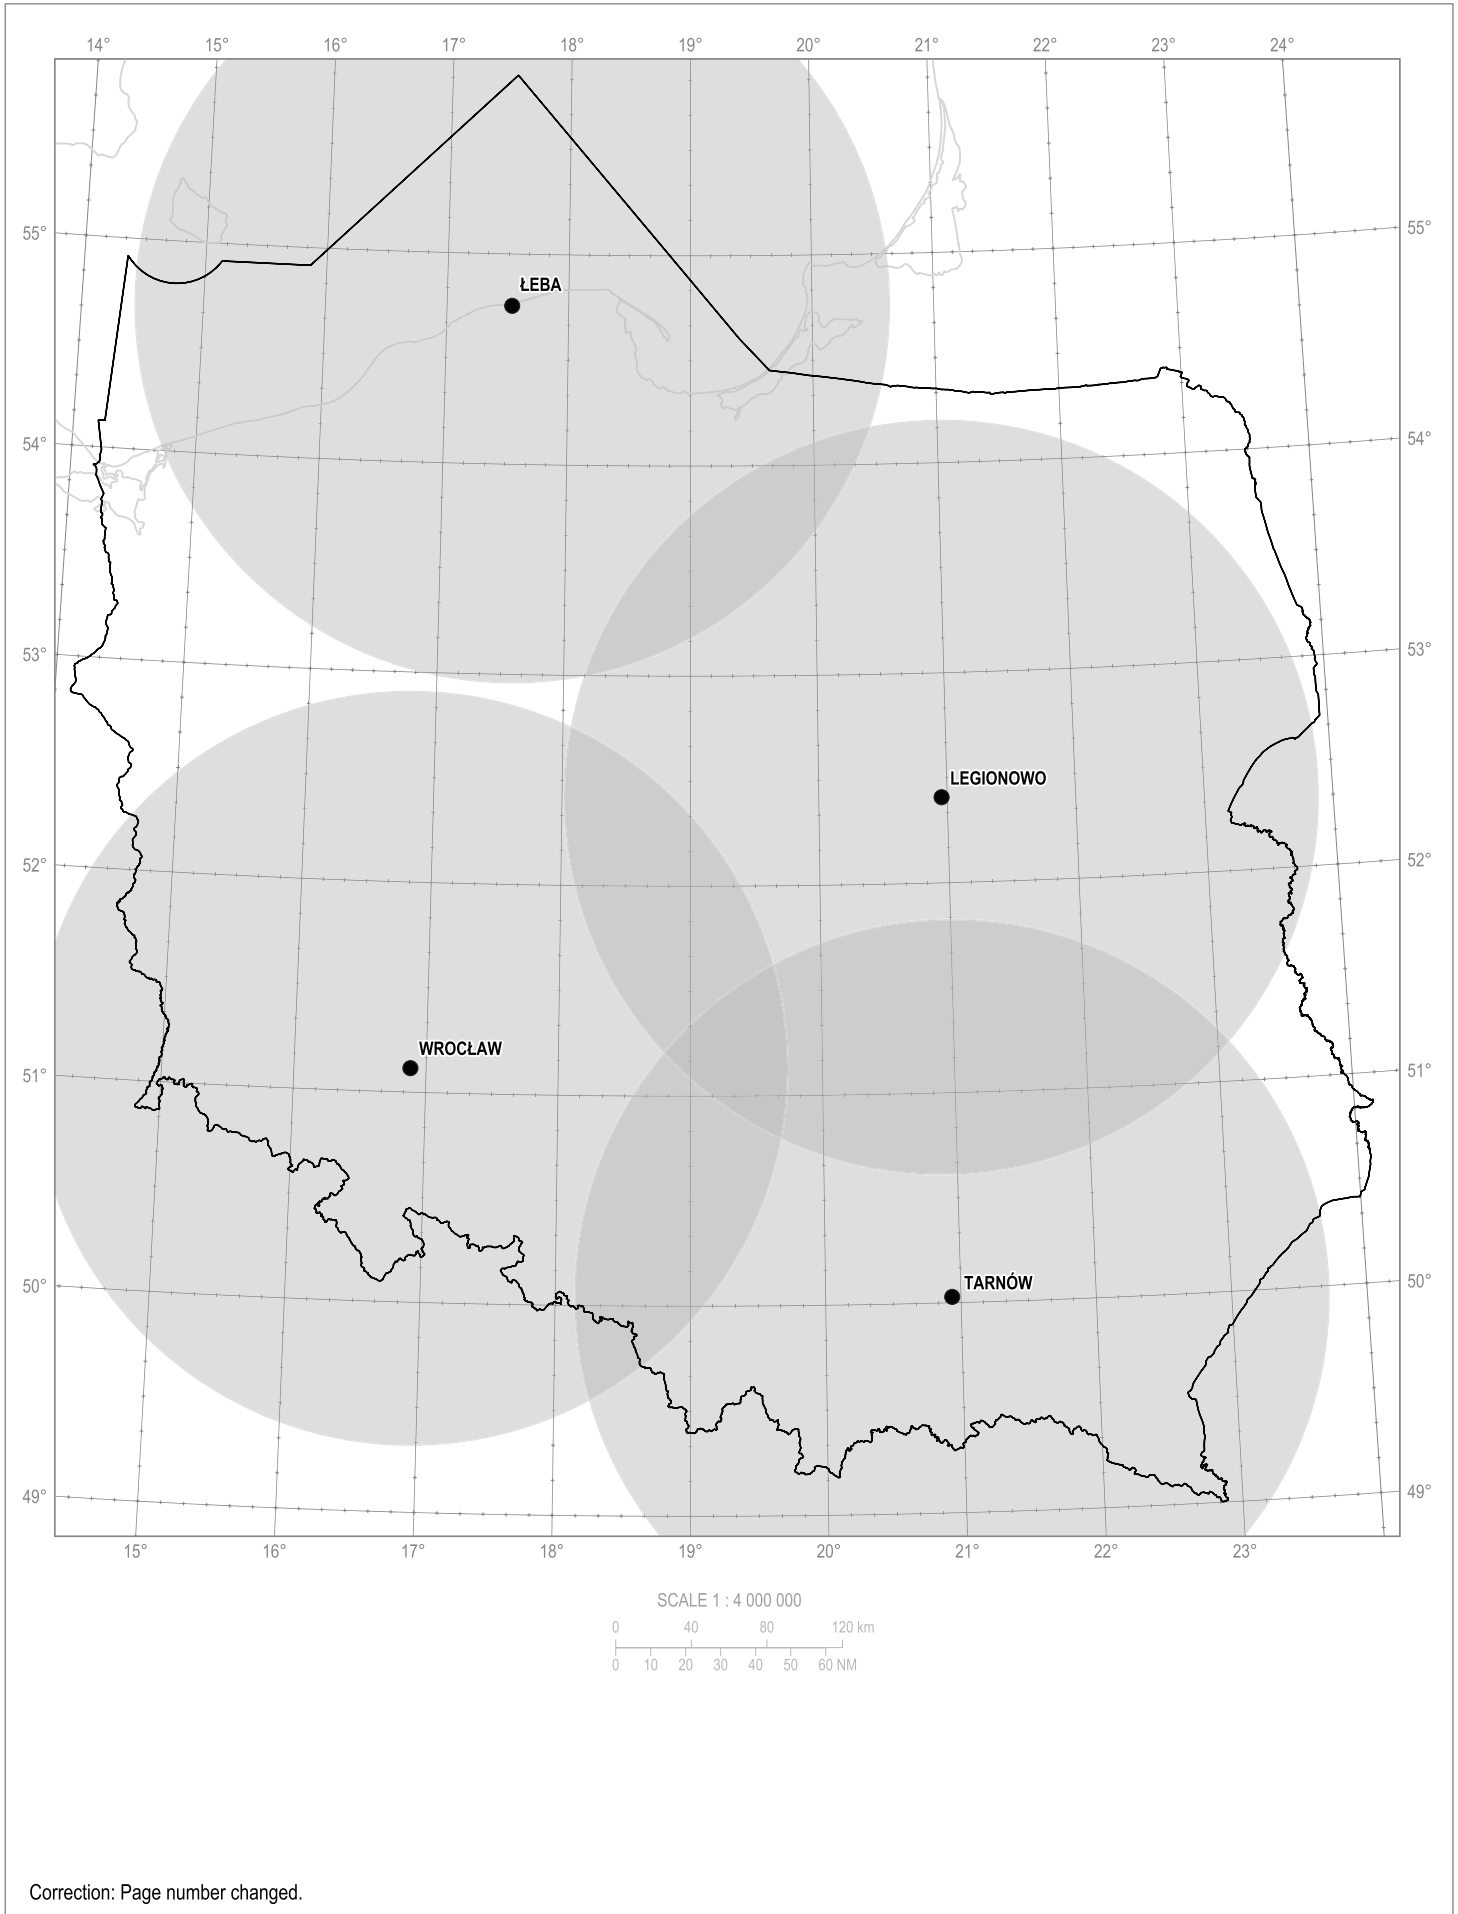 14° 15° 16° 17° 18° 19° 20° 21° 22° 23° 24°
55° 55°
ŁEBA
54° 54°
53° 53°
LEGIONOWO
52° 52°
WROCŁAW
51° 51°
TARNÓW
50° 50°
49° 49°
15° 16° 17° 18° 19° 20° 21° 22° 23°
SCALE 1 : 4 000 000
0 40 80 120 km
0 10 20 30 40 50 60 NM
Correction: Page number changed.